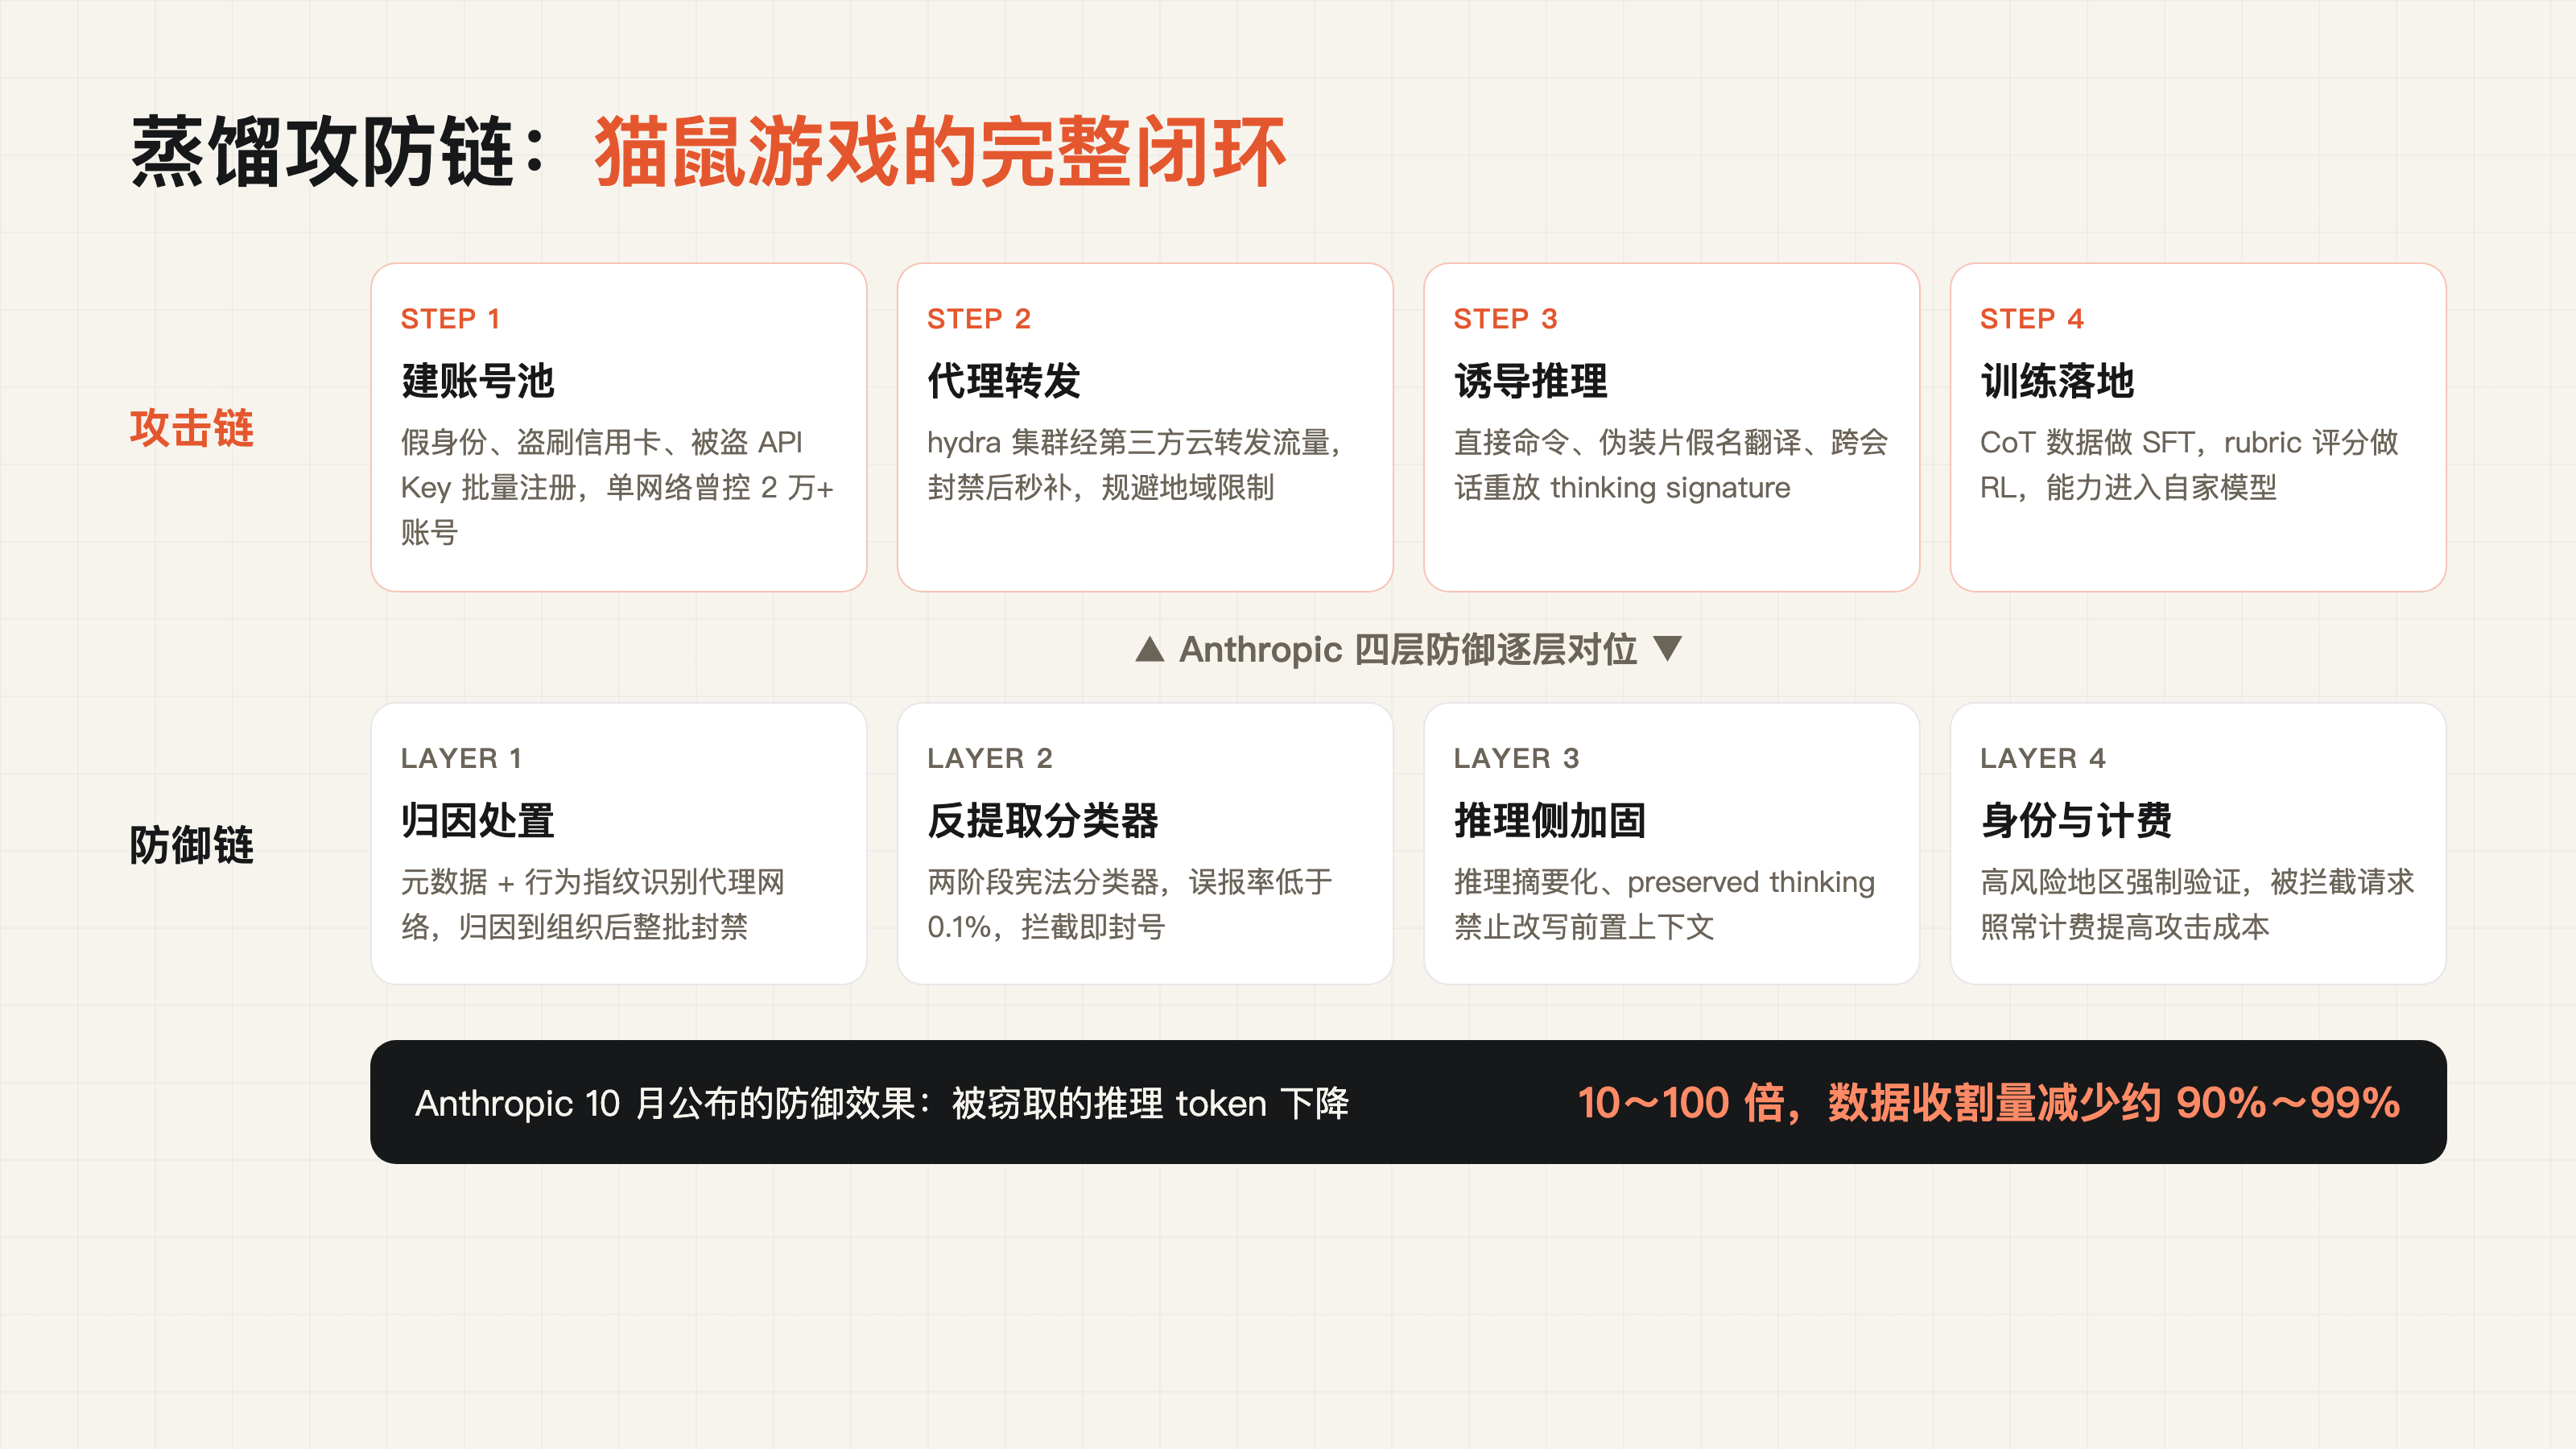 蒸馏攻防链：猫鼠游戏的完整闭环
攻击链
STEP 1
建账号池
假身份、盗刷信用卡、被盗 API
Key 批量注册，单网络曾控 2 万+
账号
STEP 2
代理转发
hydra 集群经第三方云转发流量，
封禁后秒补，规避地域限制
STEP 3
诱导推理
直接命令、伪装片假名翻译、跨会
话重放 thinking signature
STEP 4
训练落地
CoT 数据做 SFT，rubric 评分做
RL，能力进入自家模型
▲ Anthropic 四层防御逐层对位 ▼
防御链
LAYER 1
归因处置
元数据 + 行为指纹识别代理网
络，归因到组织后整批封禁
LAYER 2
反提取分类器
两阶段宪法分类器，误报率低于
0.1%，拦截即封号
LAYER 3
推理侧加固
推理摘要化、preserved thinking
禁止改写前置上下文
LAYER 4
身份与计费
高风险地区强制验证，被拦截请求
照常计费提高攻击成本
Anthropic 10 月公布的防御效果：被窃取的推理 token 下降
10～100 倍，数据收割量减少约 90%～99%